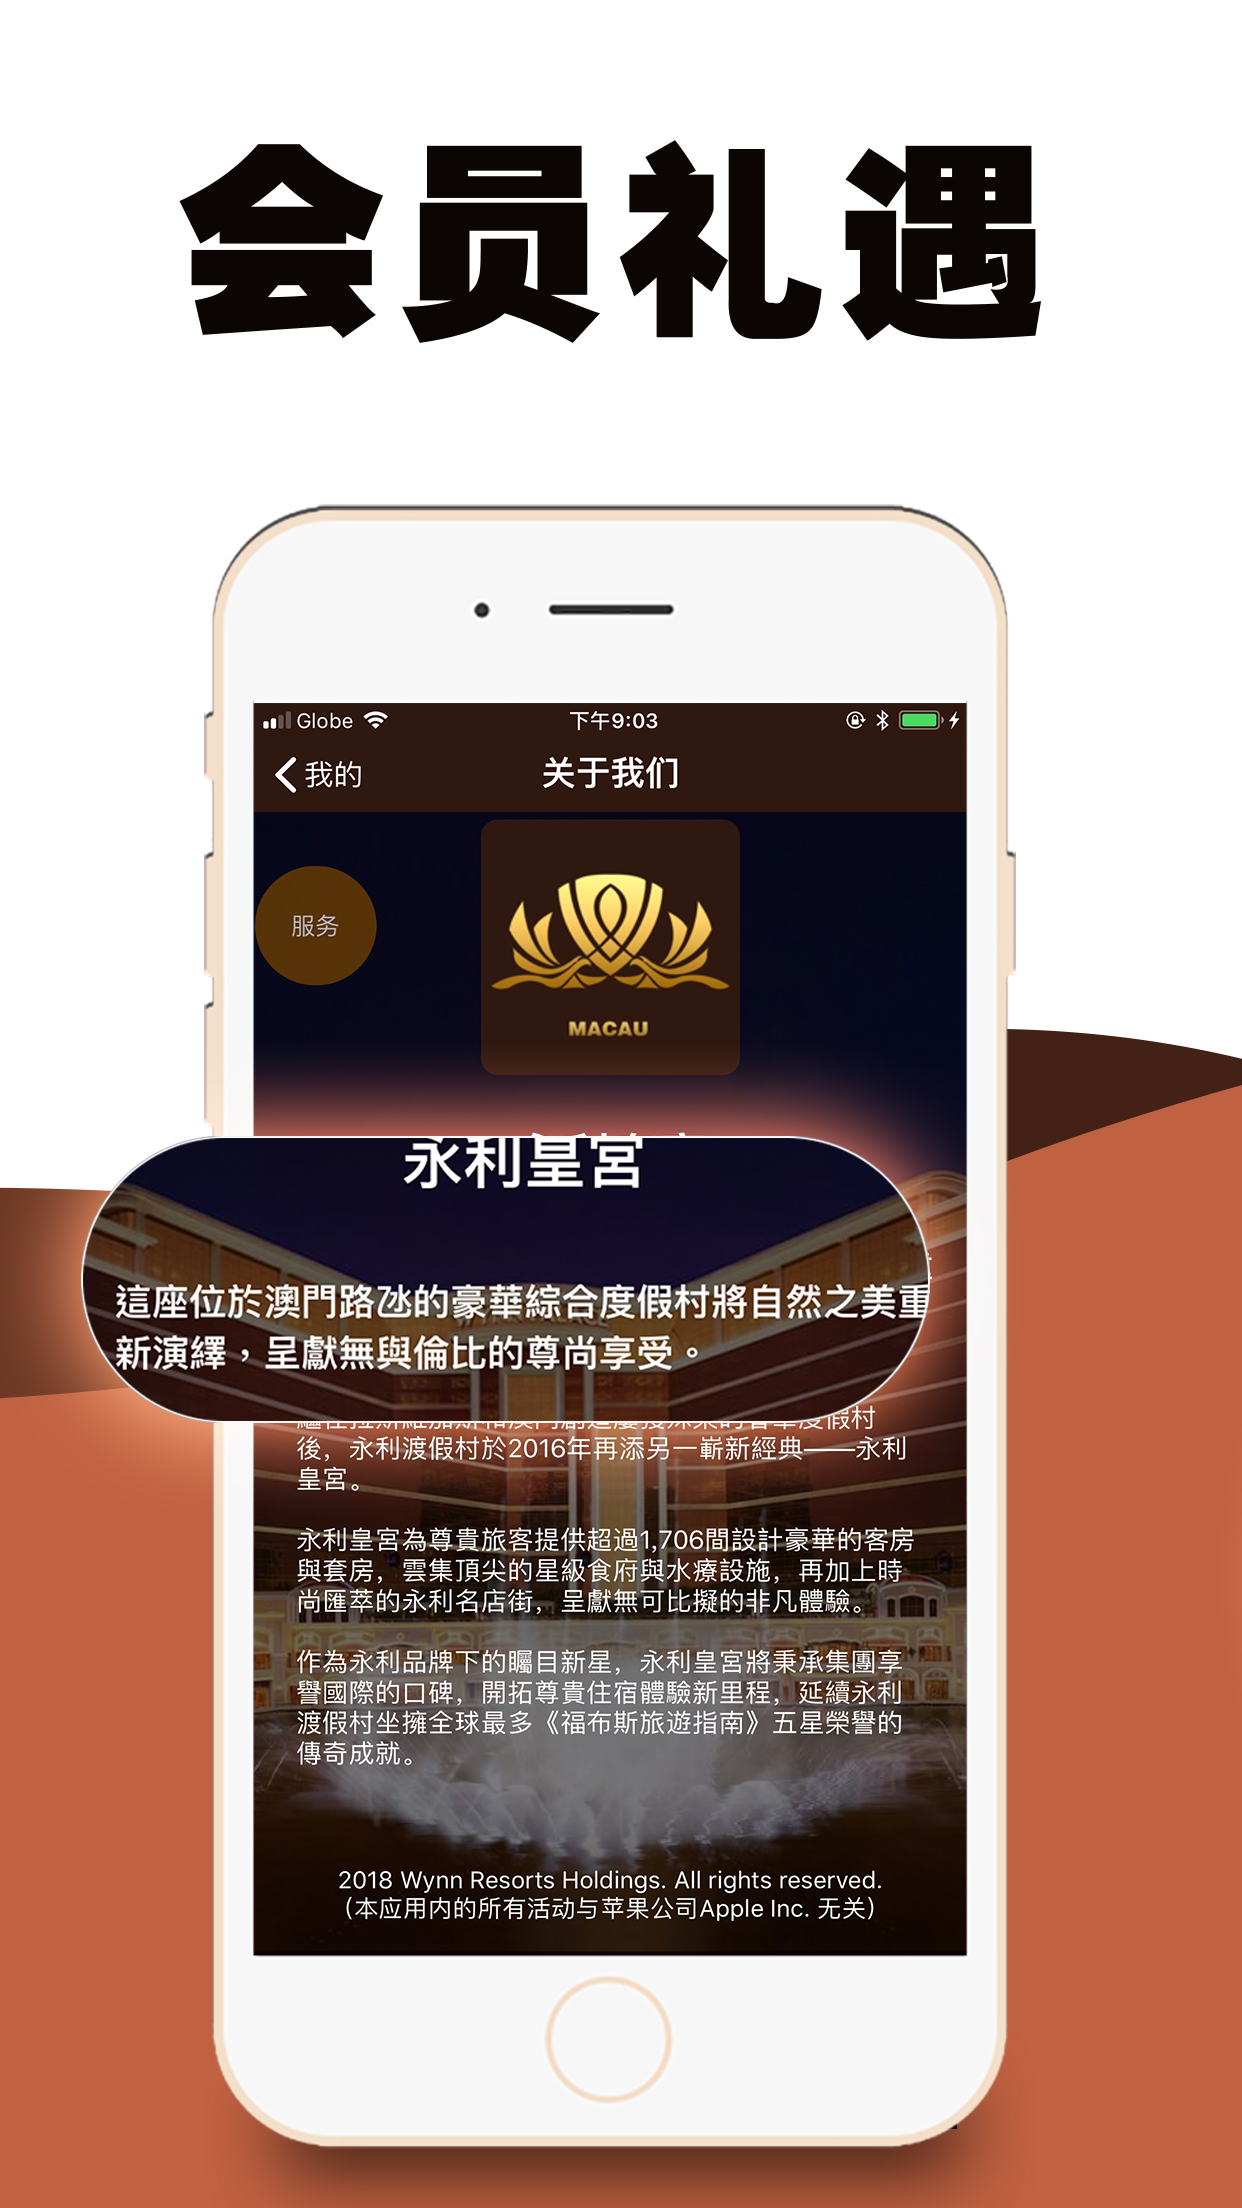 会员礼遇
Globe
下午9:03
我的
关于我们
服务
MACAU
永利皇宮
這座位於澳門路氹的豪華綜合度假村將自然之美重
新演繹，呈獻無與倫比的尊尚享受。
後，永利渡假村於2016年再添另一嶄新經典——永利
皇宮。
永利皇宮為尊貴旅客提供超過1,706間設計豪華的客房
與套房，雲集頂尖的星級食府與水療設施，再加上時
尚匯萃的永利名店街，呈獻無可比擬的非凡體驗。
作為永利品牌下的矚目新星，永利皇宮將秉承集團享
譽國際的口碑，開拓尊貴住宿體驗新里程，延續永利
渡假村坐擁全球最多《福布斯旅遊指南》五星榮譽的
傳奇成就。
2018 Wynn Resorts Holdings. All rights reserved.
（本应用内的所有活动与苹果公司Apple Inc. 无关）